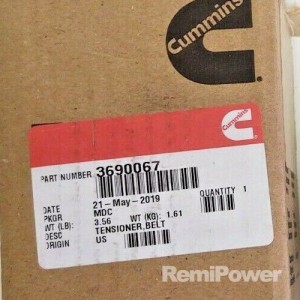 Cummins
Cummins
PART NUMBER 3690067
DATE 21-May-2019 QUANTITY 1
PKGR MDC
WT (LB): 3.56 WT (KG): 1.61
DESC TENSIONER,BELT
ORIGIN US
RemiPower